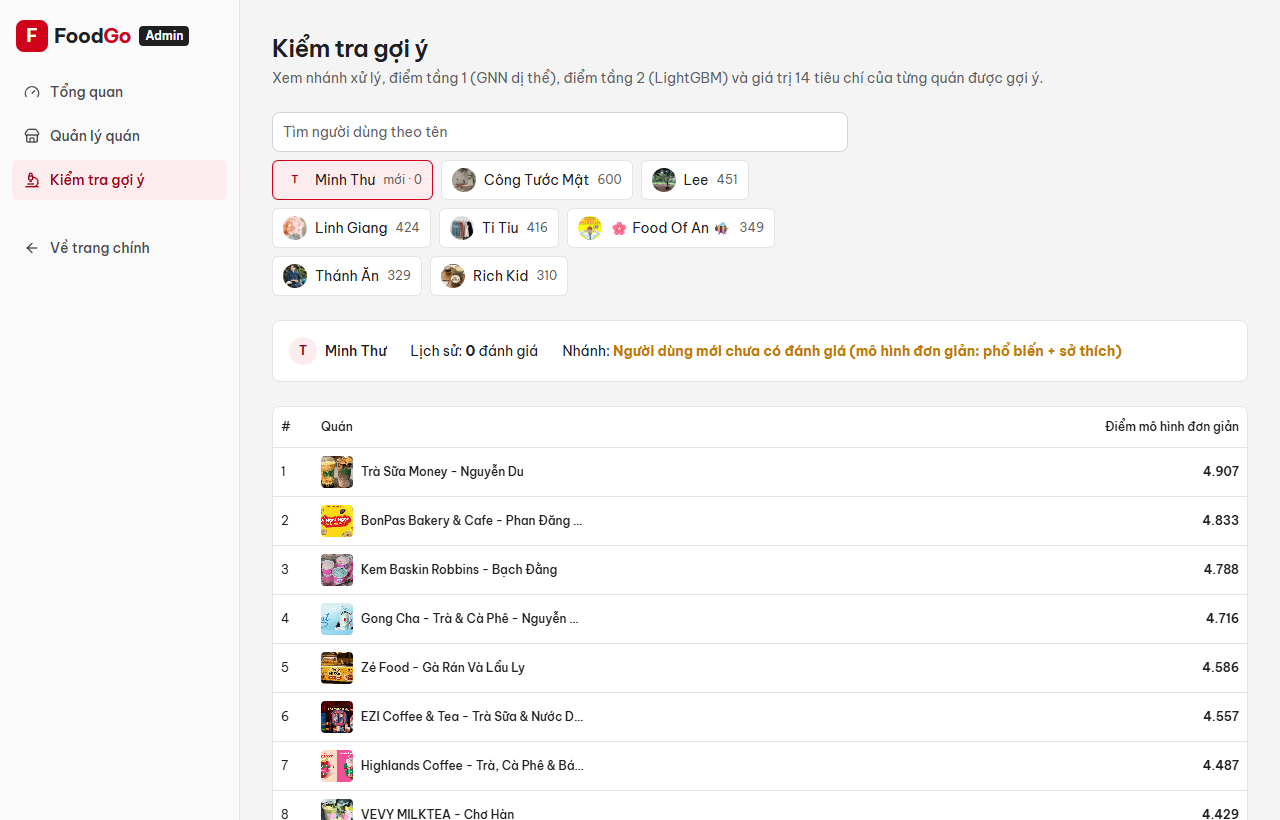 F FoodGo Admin
Tổng quan
Quản lý quán
Kiểm tra gợi ý
Về trang chính
Kiểm tra gợi ý
Xem nhánh xử lý, điểm tầng 1 (GNN dị thể), điểm tầng 2 (LightGBM) và giá trị 14 tiêu chí của từng quán được gợi ý.
Tìm người dùng theo tên
T Minh Thư mới · 0 Công Tước Mật 600 Lee 451
Linh Giang 424 Ti Tiu 416 🌸 Food Of An 🐝 349
Thánh Ăn 329 Rich Kid 310
T Minh Thư Lịch sử: 0 đánh giá Nhánh: Người dùng mới chưa có đánh giá (mô hình đơn giản: phổ biến + sở thích)
# Quán Điểm mô hình đơn giản
1 Trà Sữa Money - Nguyễn Du 4.907
2 BonPas Bakery & Cafe - Phan Đăng ... 4.833
3 Kem Baskin Robbins - Bạch Đằng 4.788
4 Gong Cha - Trà & Cà Phê - Nguyễn ... 4.716
5 Zé Food - Gà Rán Và Lẩu Ly 4.586
6 EZI Coffee & Tea - Trà Sữa & Nước D... 4.557
7 Highlands Coffee - Trà, Cà Phê & Bá... 4.487
8 VEVY MILKTEA - Chợ Hàn 4.429